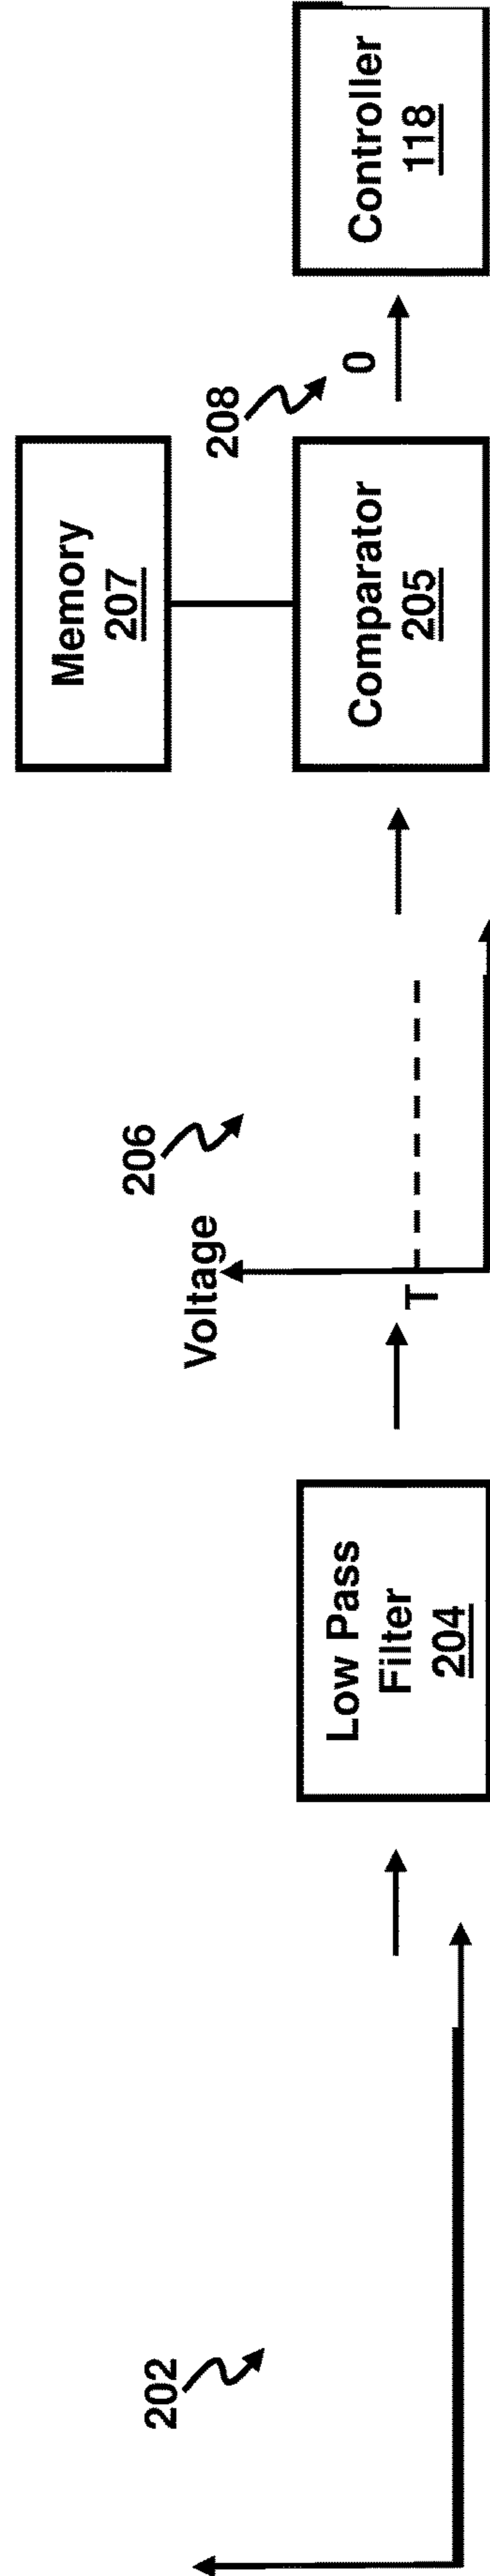 202
Low Pass
Filter
204
Voltage
T
206
Memory
207
Comparator
205
208
0
Controller
118